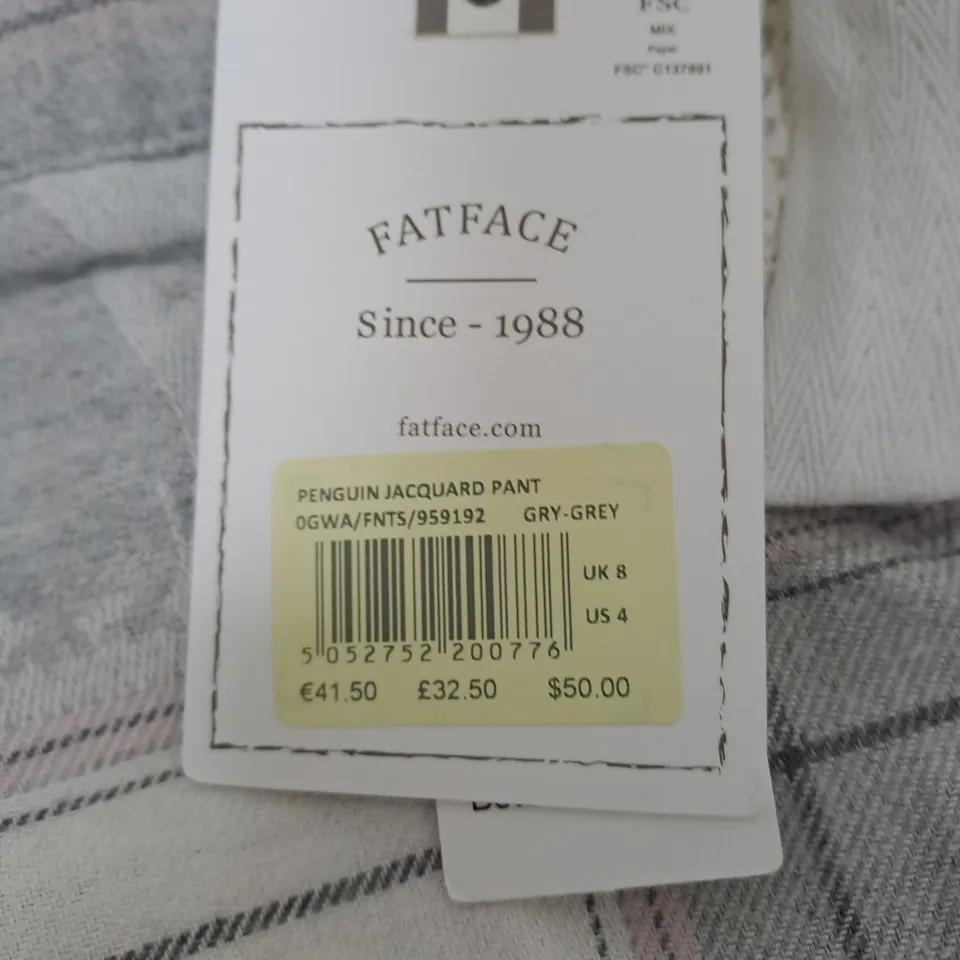 FSC
MIX
Paper
FSC® C137891
FATFACE
Since - 1988
fatface.com
PENGUIN JACQUARD PANT
0GWA/FNTS/959192 GRY-GREY
UK 8
US 4
5 052752 200776
€41.50 £32.50 $50.00